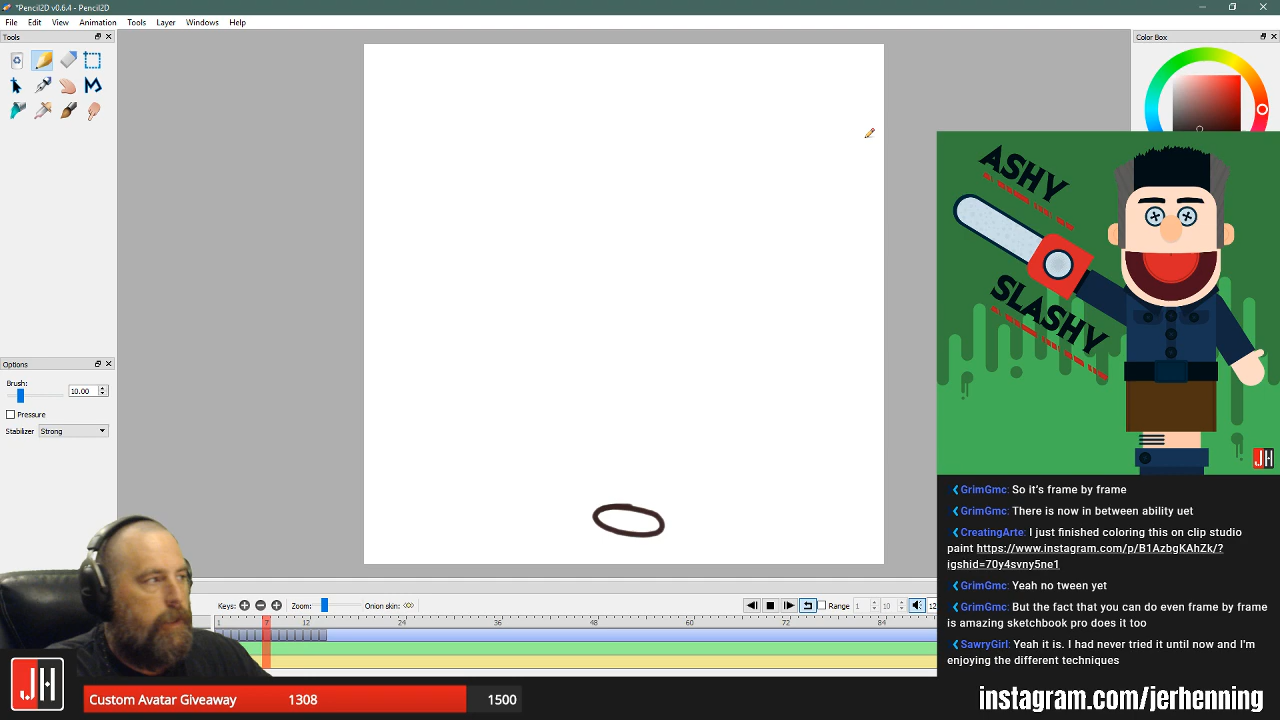 *Pencil2D v0.6.4 - Pencil2D
File Edit View Animation Tools Layer Windows Help
Tools
Color Box
Options
Brush:
10.00
Pressure
Stabilizer Strong
ASHY
SLASHY
JH
GrimGmc: So it's frame by frame
GrimGmc: There is now in between ability uet
CreatingArte: I just finished coloring this on clip studio
paint https://www.instagram.com/p/B1AzbgKAhZk/?
igshid=70y4svny5ne1
GrimGmc: Yeah no tween yet
GrimGmc: But the fact that you can do even frame by frame
is amazing sketchbook pro does it too
SawryGirl: Yeah it is. I had never tried it until now and I'm
enjoying the different techniques
Keys: Zoom: Onion skin: Range 1 10 12
1 7 12 24 36 48 60 72 84
JH
Custom Avatar Giveaway 1308 1500
instagram.com/jerhenning